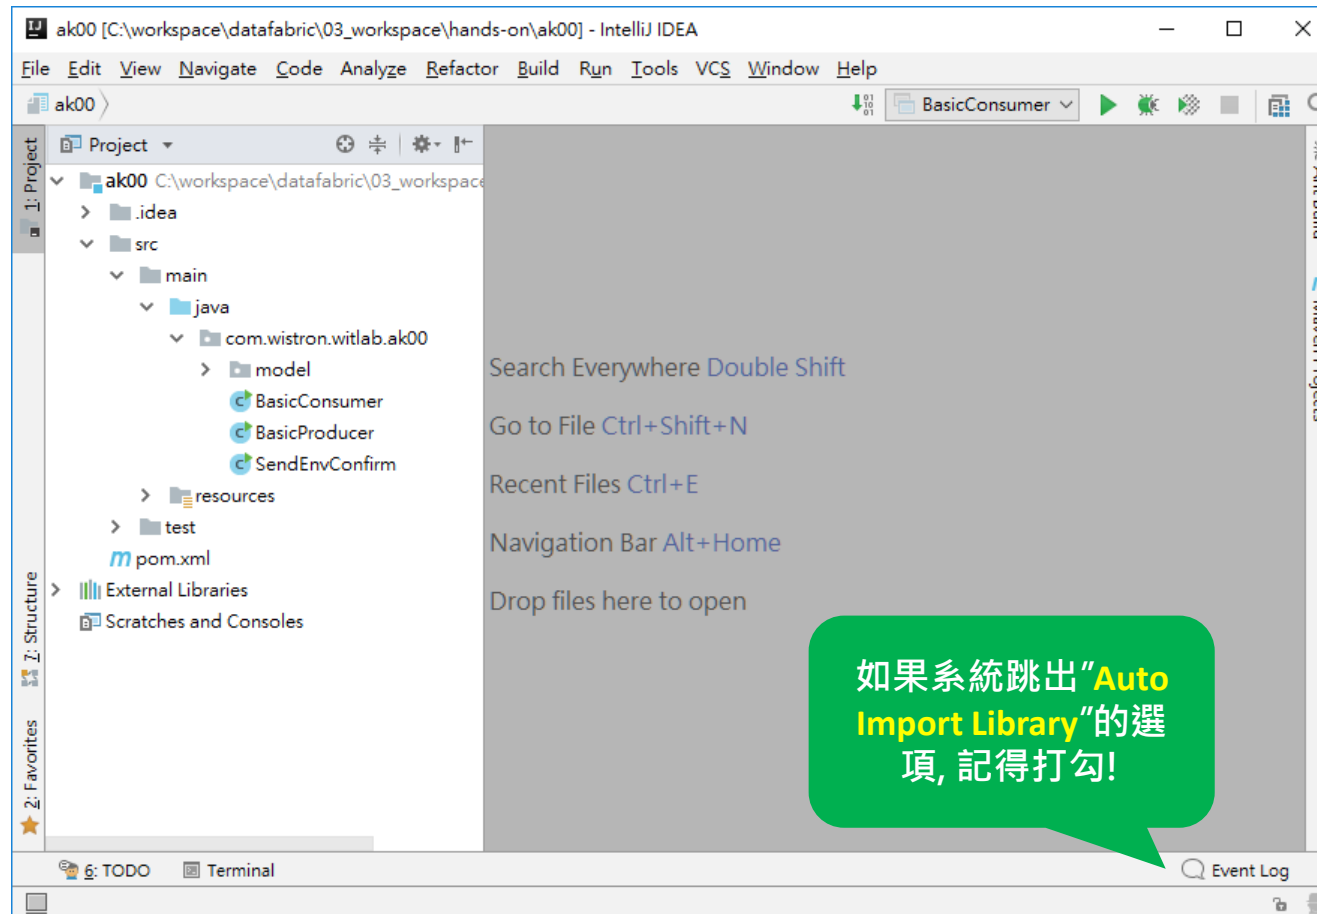 ak00 [C:\workspace\datafabric\03_workspace\hands-on\ak00] - IntelliJ IDEA
File Edit View Navigate Code Analyze Refactor Build Run Tools VCS Window Help
ak00
BasicConsumer
1: Project
Project
ak00 C:\workspace\datafabric\03_workspace
.idea
src
main
java
com.wistron.witlab.ak00
model
BasicConsumer
BasicProducer
SendEnvConfirm
resources
test
pom.xml
External Libraries
Scratches and Consoles
Search Everywhere Double Shift
Go to File Ctrl+Shift+N
Recent Files Ctrl+E
Navigation Bar Alt+Home
Drop files here to open
如果系統跳出"Auto
Import Library"的選
項, 記得打勾!
7: Structure
2: Favorites
6: TODO Terminal
Event Log